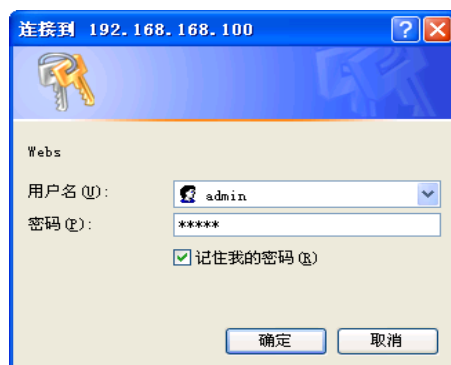 连接到 192.168.168.100
Webs
用户名(U): admin
密码(P): *****
记住我的密码(R)
确定 取消